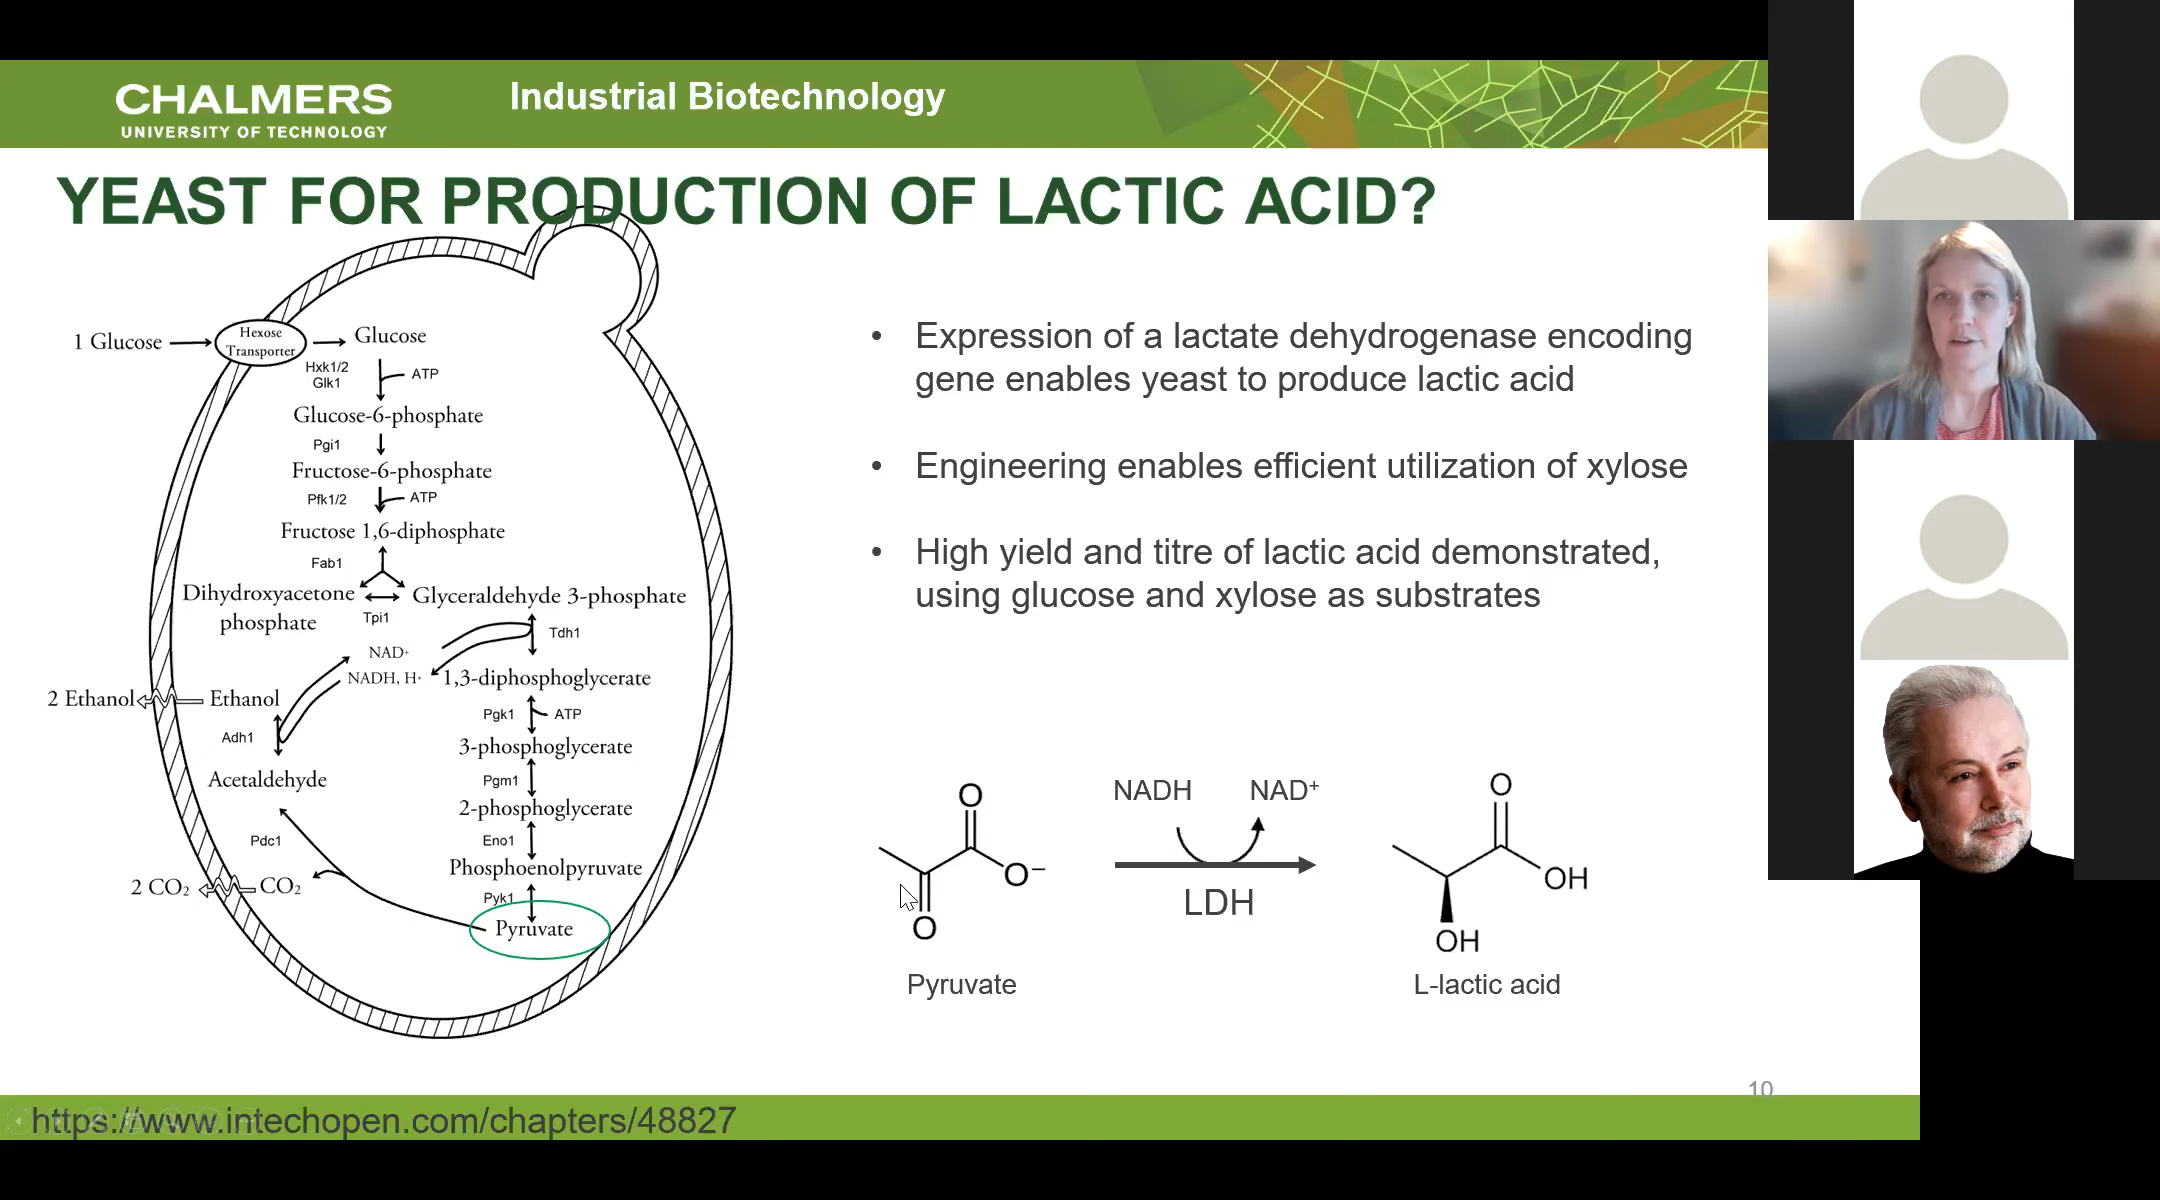 CHALMERS
UNIVERSITY OF TECHNOLOGY
Industrial Biotechnology
YEAST FOR PRODUCTION OF LACTIC ACID?
1 Glucose
Hexose
Transporter
Glucose
Hxk1/2
Glk1
ATP
Glucose-6-phosphate
Pgi1
Fructose-6-phosphate
Pfk1/2
ATP
Fructose 1,6-diphosphate
Fab1
Dihydroxyacetone
phosphate
Glyceraldehyde 3-phosphate
Tpi1
Tdh1
NAD+
NADH, H+
1,3-diphosphoglycerate
2 Ethanol
Ethanol
Pgk1
ATP
Adh1
3-phosphoglycerate
Acetaldehyde
Pgm1
2-phosphoglycerate
Pdc1
Eno1
Phosphoenolpyruvate
2 CO₂
CO₂
Pyk1
Pyruvate
• Expression of a lactate dehydrogenase encoding
gene enables yeast to produce lactic acid
• Engineering enables efficient utilization of xylose
• High yield and titre of lactic acid demonstrated,
using glucose and xylose as substrates
O
O−
O
Pyruvate
NADH
NAD+
LDH
O
OH
OH
L-lactic acid
10
https://www.intechopen.com/chapters/48827